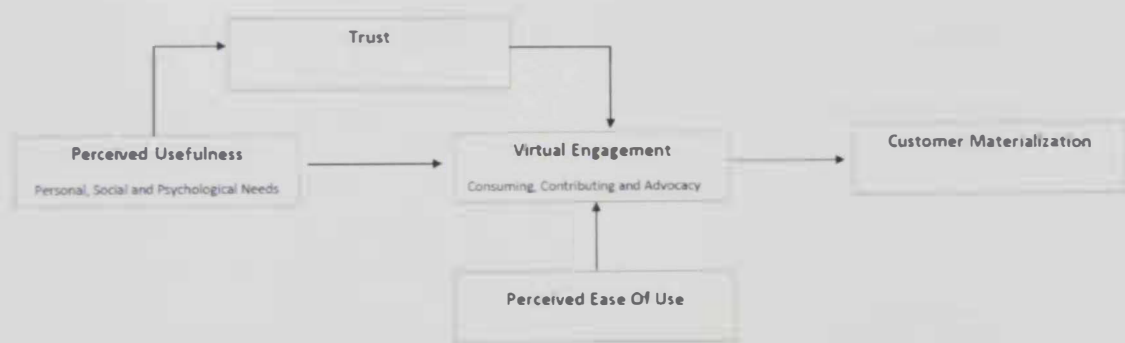 Trust
Perceived Usefulness
Personal, Social and Psychological Needs
Virtual Engagement
Consuming, Contributing and Advocacy
Customer Materialization
Perceived Ease Of Use